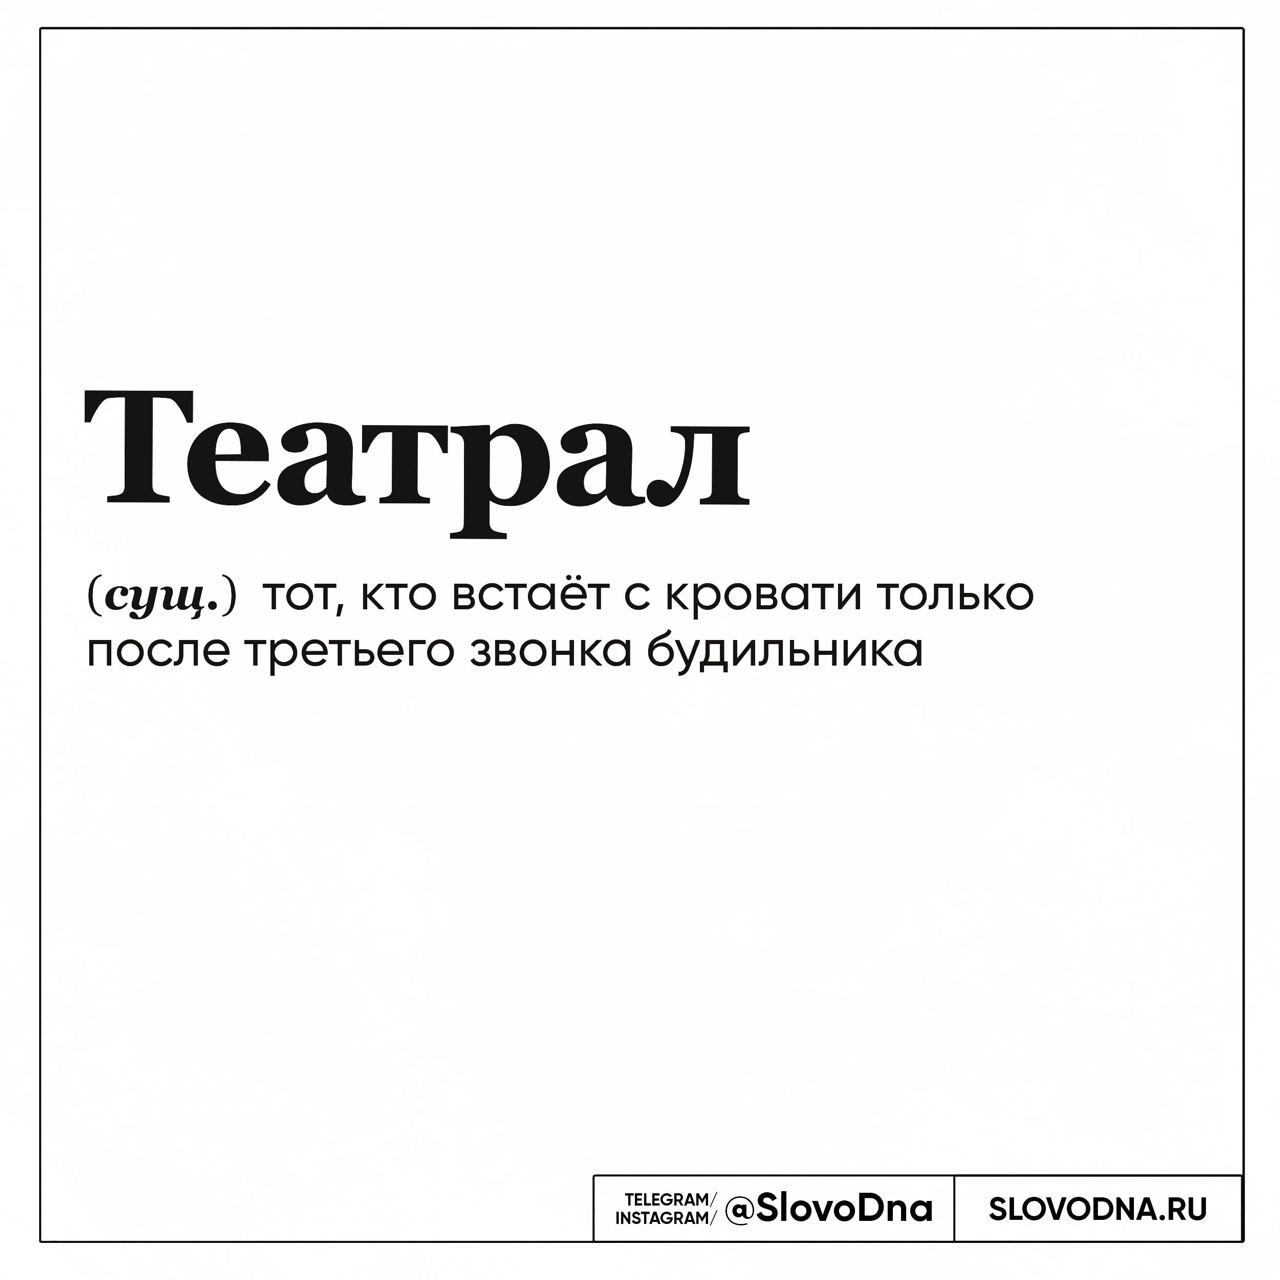 Театрал
(сущ.) тот, кто встаёт с кровати только
после третьего звонка будильника
TELEGRAM/
INSTAGRAM/
@SlovoDna
SLOVODNA.RU